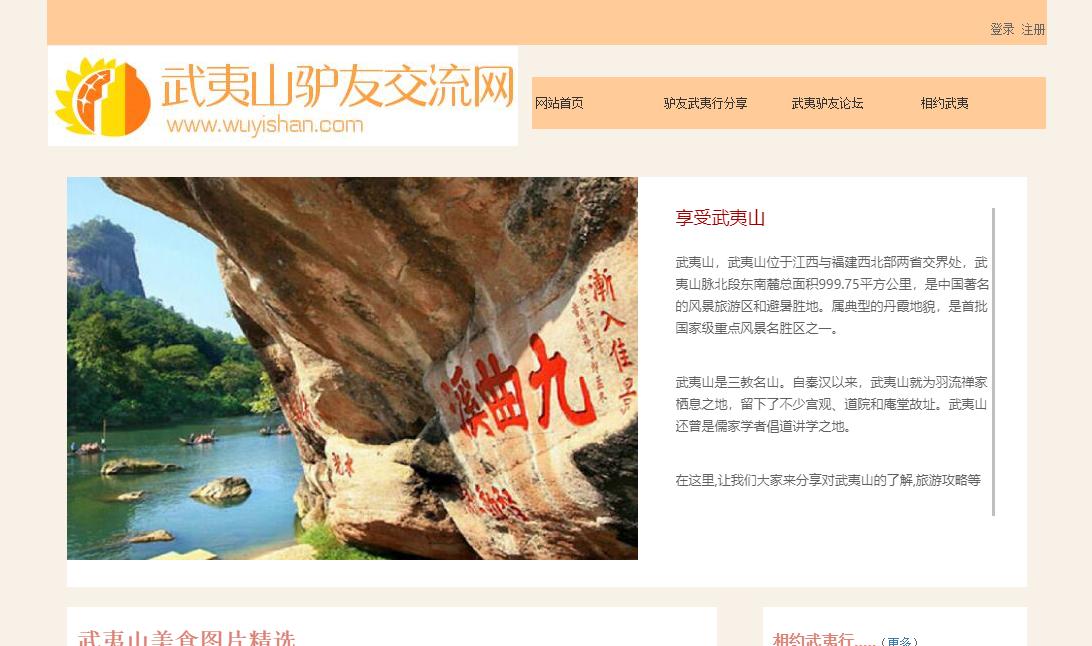 登录 注册
武夷山驴友交流网
www.wuyishan.com
网站首页 驴友武夷行分享 武夷驴友论坛 相约武夷
享受武夷山
武夷山，武夷山位于江西与福建西北部两省交界处，武
夷山脉北段东南麓总面积999.75平方公里，是中国著名
的风景旅游区和避暑胜地。属典型的丹霞地貌，是首批
国家级重点风景名胜区之一。
武夷山是三教名山。自秦汉以来，武夷山就为羽流禅家
栖息之地，留下了不少宫观、道院和庵堂故址。武夷山
还曾是儒家学者倡道讲学之地。
在这里,让我们大家来分享对武夷山的了解,旅游攻略等
渐入佳景
九曲溪
武夷山美食图片精选
相约武夷行.....（更多）